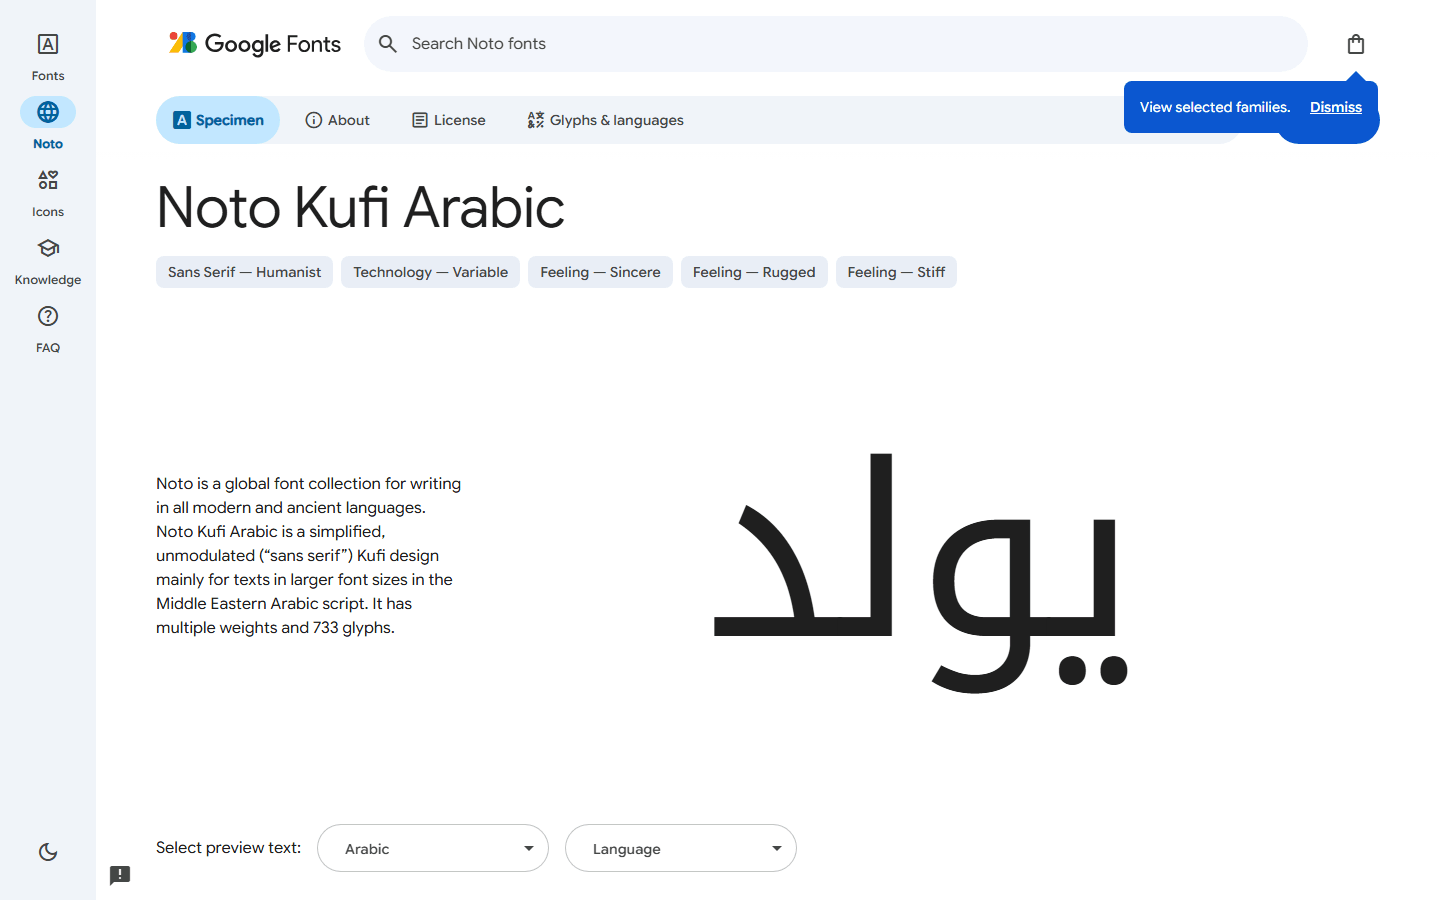 Fonts
Noto
Icons
Knowledge
FAQ
Google Fonts
Search Noto fonts
View selected families. Dismiss
Specimen About License Glyphs & languages
Noto Kufi Arabic
Sans Serif — Humanist Technology — Variable Feeling — Sincere Feeling — Rugged Feeling — Stiff
Noto is a global font collection for writing
in all modern and ancient languages.
Noto Kufi Arabic is a simplified,
unmodulated (“sans serif”) Kufi design
mainly for texts in larger font sizes in the
Middle Eastern Arabic script. It has
multiple weights and 733 glyphs.
يولد
Select preview text: Arabic Language